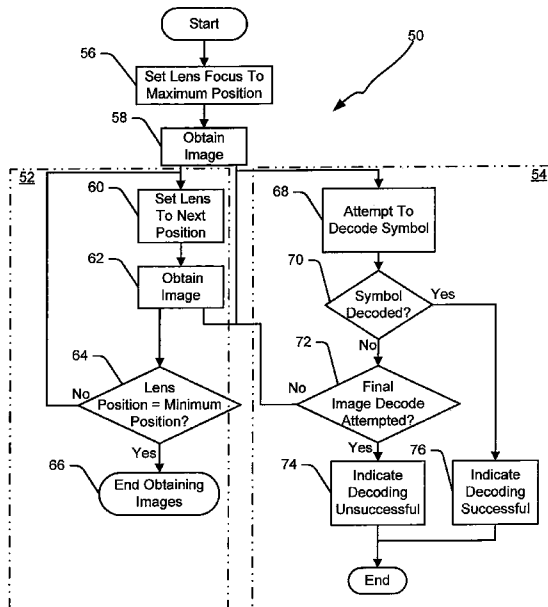 Start
50
56
Set Lens Focus To
Maximum Position
58
Obtain
Image
52
54
60
Set Lens
To Next
Position
62
Obtain
Image
64
No
Lens
Position = Minimum
Position?
Yes
66
End Obtaining
Images
68
Attempt To
Decode Symbol
70
Symbol
Decoded?
Yes
No
72
No
Final
Image Decode
Attempted?
Yes
74
Indicate
Decoding
Unsuccessful
76
Indicate
Decoding
Successful
End